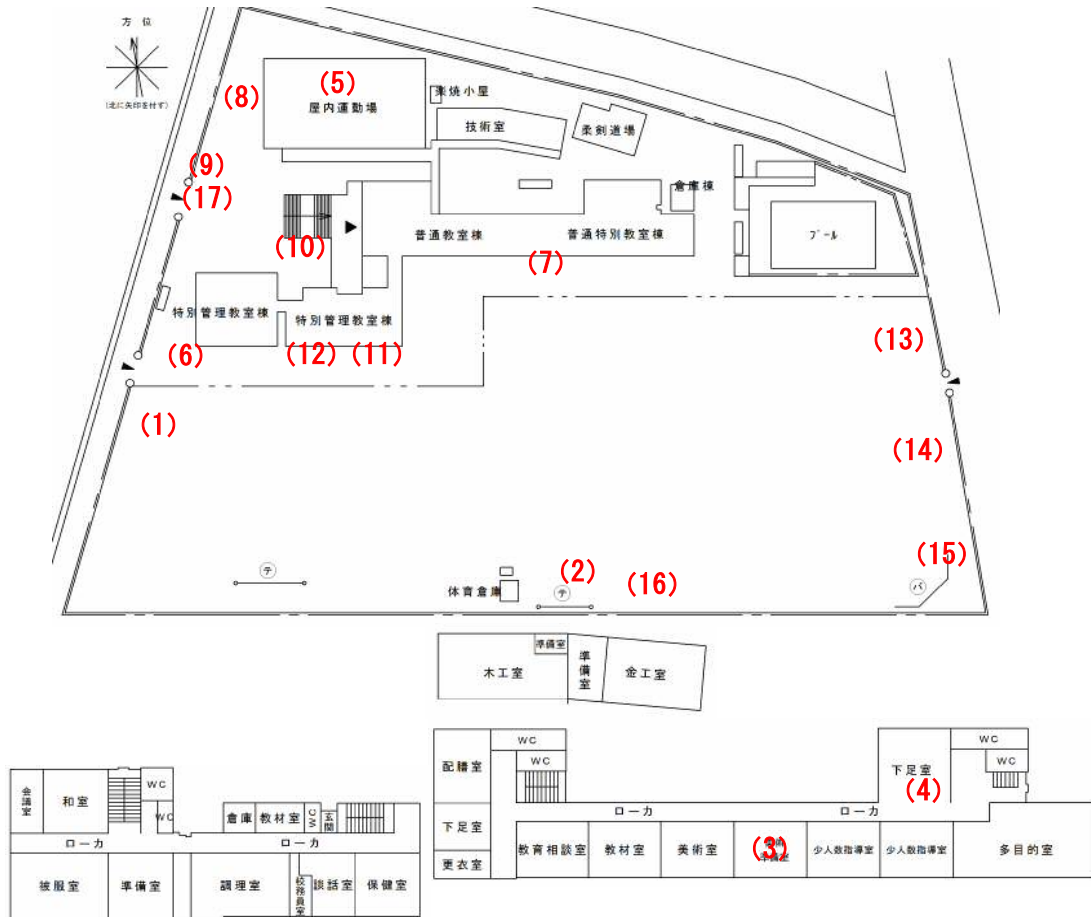 方 位
(北に矢印を付す)
(5)
屋内運動場
(8)
楽焼小屋
技術室
柔剣道場
(9)
(17)
倉庫棟
(10)
普通教室棟
普通特別教室棟
プール
(7)
特別管理教室棟
特別管理教室棟
(6)
(12)
(11)
(13)
(1)
(14)
(15)
テ
体育倉庫
(2)
テ
(16)
バ
木工室
準備室
準備室
金工室
会議室
和室
WC
WC
倉庫
教材室
WC
玄関
ローカ
ローカ
被服室
準備室
調理室
校務員室
談話室
保健室
配膳室
WC
WC
下足室
(4)
WC
WC
下足室
ローカ
ローカ
更衣室
教育相談室
教材室
美術室
(3)
準備室
少人数指導室
少人数指導室
多目的室